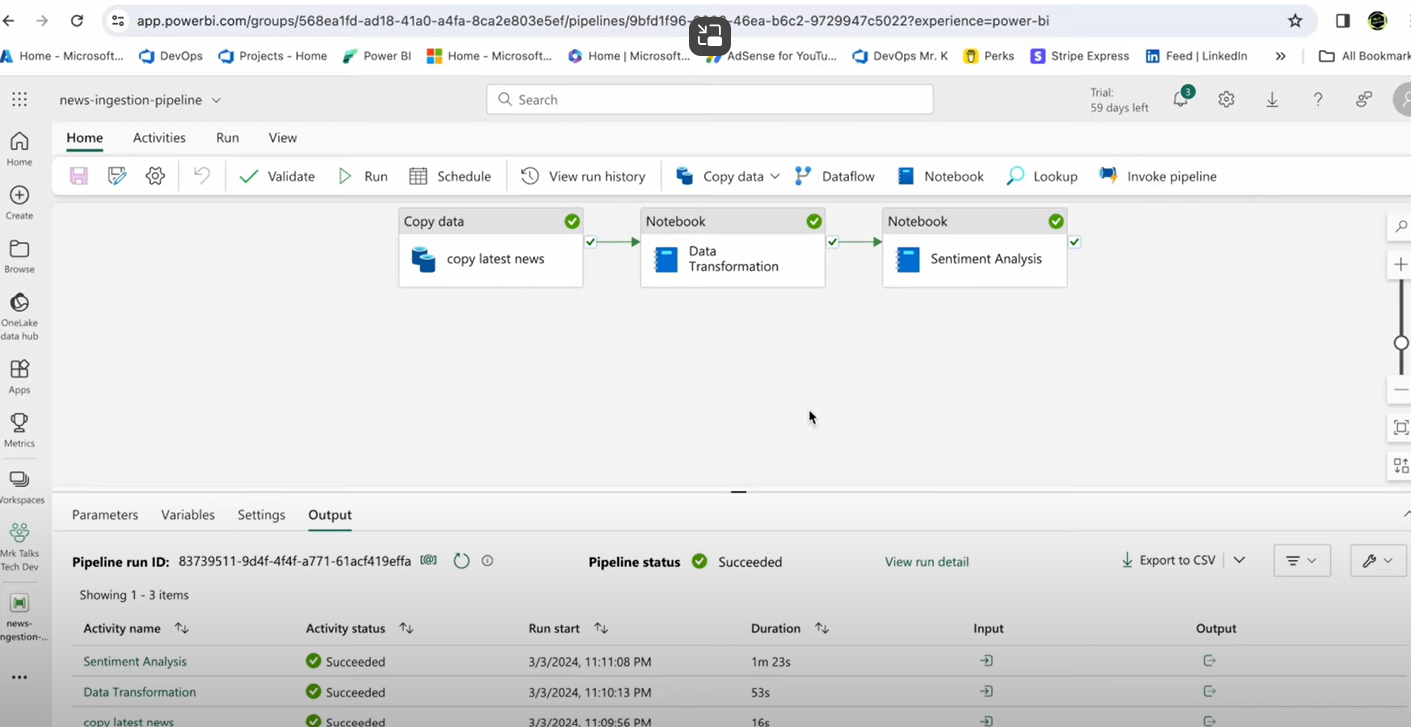 app.powerbi.com/groups/568ea1fd-ad18-41a0-a4fa-8ca2e803e5ef/pipelines/9bfd1f96- -46ea-b6c2-9729947c5022?experience=power-bi
Home - Microsoft... DevOps Projects - Home Power BI Home - Microsoft... Home | Microsoft... AdSense for YouTu... DevOps Mr. K Perks Stripe Express Feed | LinkedIn » All Bookmark
news-ingestion-pipeline Search Trial: 3
59 days left
Home Activities Run View
Validate Run Schedule View run history Copy data Dataflow Notebook Lookup Invoke pipeline
Home
Create
Browse
OneLake
data hub
Apps
Metrics
Workspaces
Mrk Talks
Tech Dev
news-
ngestion-...
Copy data
copy latest news
Notebook
Data
Transformation
Notebook
Sentiment Analysis
Parameters Variables Settings Output
Pipeline run ID: 83739511-9d4f-4f4f-a771-61acf419effa Pipeline status Succeeded View run detail Export to CSV
Showing 1 - 3 items
Activity name Activity status Run start Duration Input Output
Sentiment Analysis Succeeded 3/3/2024, 11:11:08 PM 1m 23s
Data Transformation Succeeded 3/3/2024, 11:10:13 PM 53s
copy latest news Succeeded 3/3/2024, 11:09:56 PM 16s